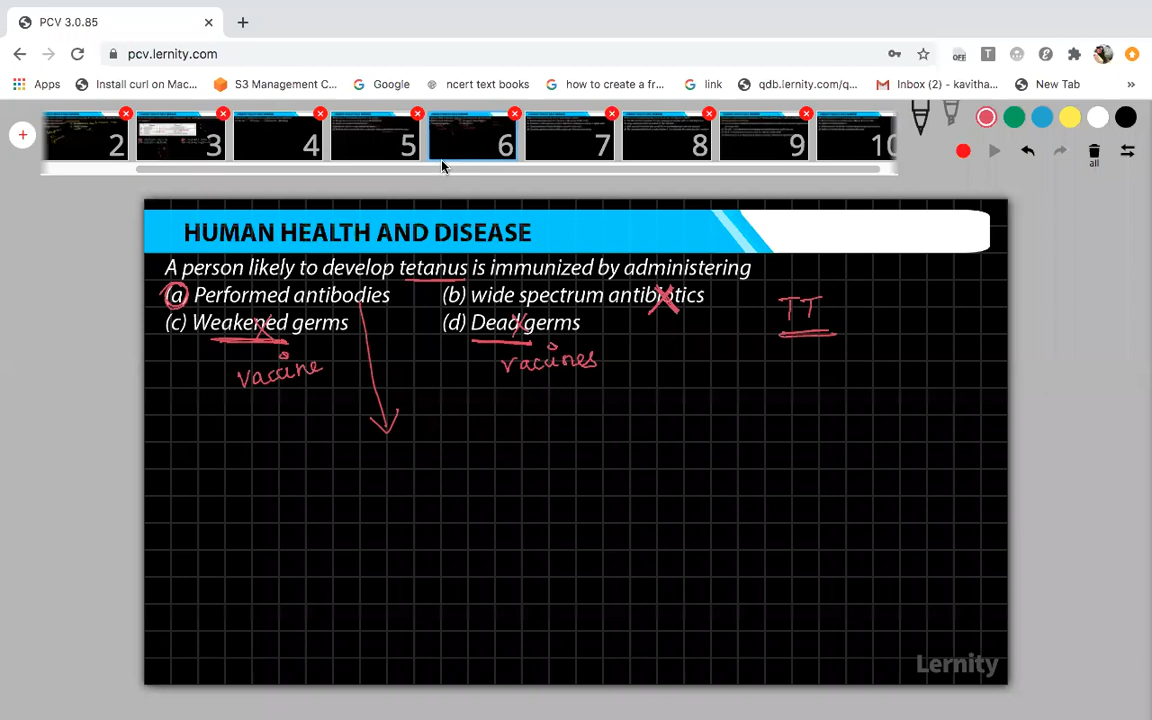 PCV 3.0.85
pcv.lernity.com
Apps Install curl on Mac... S3 Management C... Google ncert text books how to create a fr... link qdb.lernity.com/q... Inbox (2) - kavitha... New Tab »
OFF
2 3 4 5 6 7 8 9 10
all
HUMAN HEALTH AND DISEASE
A person likely to develop tetanus is immunized by administering
(a) Performed antibodies (b) wide spectrum antibiotics
TT
(c) Weakened germs (d) Dead germs
vaccine vaccines
Lernity